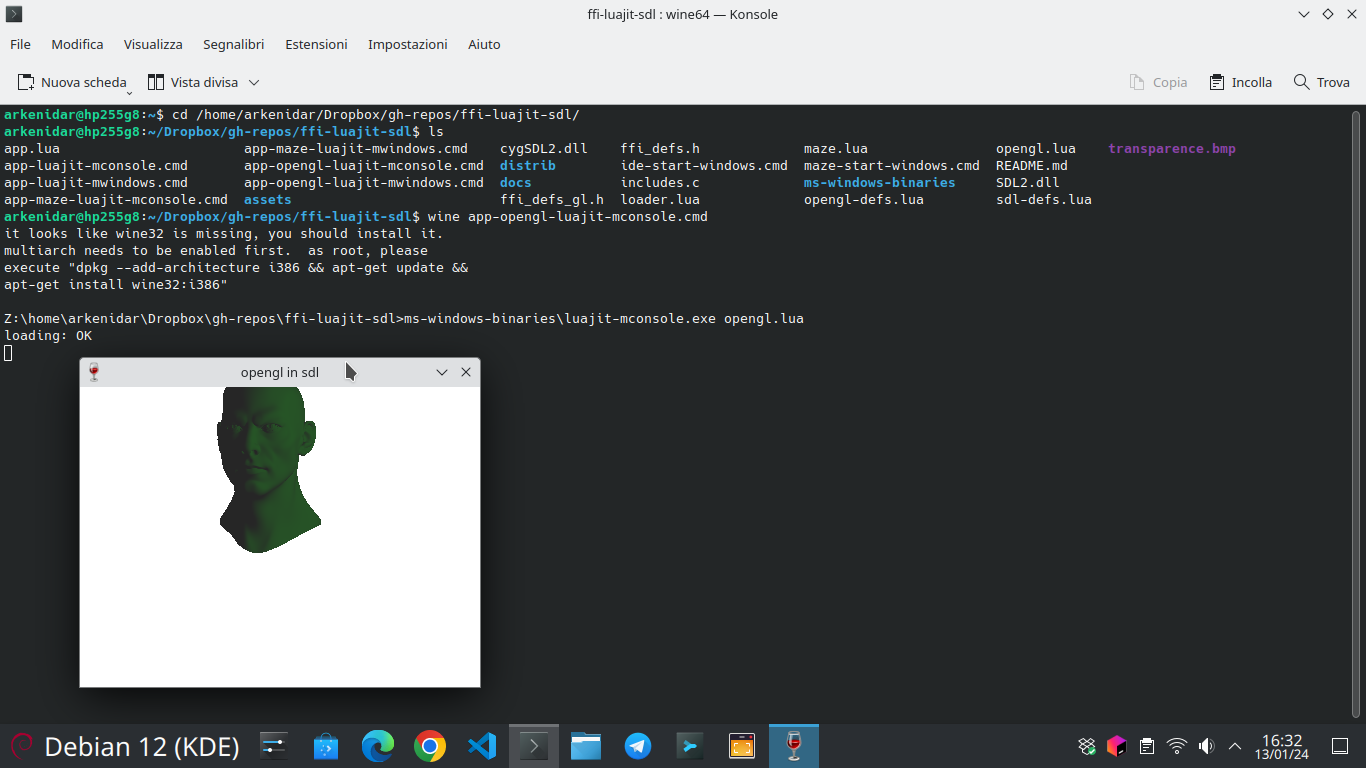 ffi-luajit-sdl : wine64 — Konsole
File Modifica Visualizza Segnalibri Estensioni Impostazioni Aiuto
Nuova scheda Vista divisa Copia Incolla Trova
arkenidar@hp255g8:~$ cd /home/arkenidar/Dropbox/gh-repos/ffi-luajit-sdl/
arkenidar@hp255g8:~/Dropbox/gh-repos/ffi-luajit-sdl$ ls
app.lua app-maze-luajit-mwindows.cmd cygSDL2.dll ffi_defs.h maze.lua opengl.lua transparence.bmp
app-luajit-mconsole.cmd app-opengl-luajit-mconsole.cmd distrib ide-start-windows.cmd maze-start-windows.cmd README.md
app-luajit-mwindows.cmd app-opengl-luajit-mwindows.cmd docs includes.c ms-windows-binaries SDL2.dll
app-maze-luajit-mconsole.cmd assets ffi_defs_gl.h loader.lua opengl-defs.lua sdl-defs.lua
arkenidar@hp255g8:~/Dropbox/gh-repos/ffi-luajit-sdl$ wine app-opengl-luajit-mconsole.cmd
it looks like wine32 is missing, you should install it.
multiarch needs to be enabled first.  as root, please
execute "dpkg --add-architecture i386 && apt-get update &&
apt-get install wine32:i386"
Z:\home\arkenidar\Dropbox\gh-repos\ffi-luajit-sdl>ms-windows-binaries\luajit-mconsole.exe opengl.lua
loading: OK
opengl in sdl
Debian 12 (KDE)
16:32
13/01/24